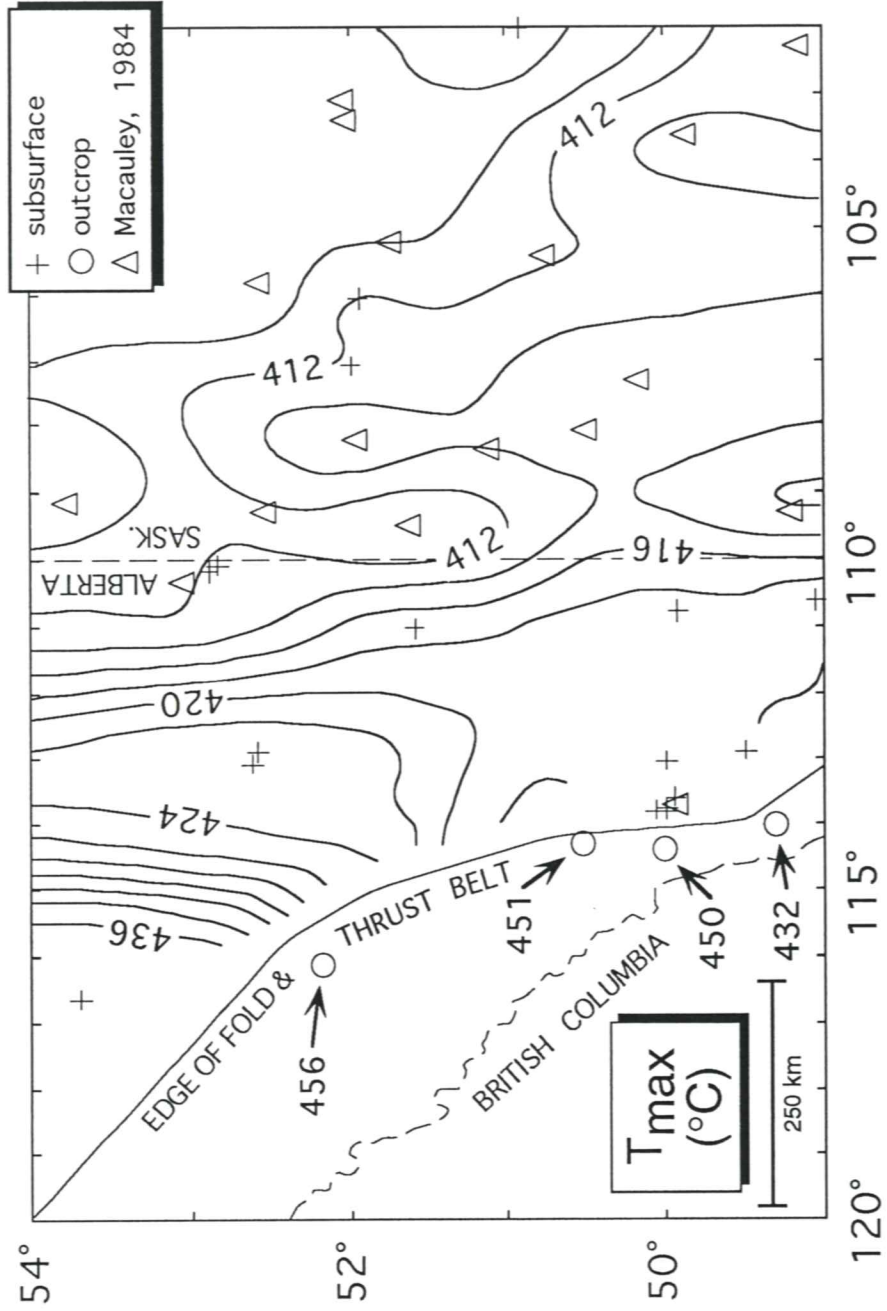 + subsurface
○ outcrop
△ Macauley, 1984
54°
52°
50°
120°
115°
110°
105°
ALBERTA
SASK.
EDGE OF FOLD &
THRUST BELT
BRITISH COLUMBIA
436
424
420
416
412
412
412
456
451
450
432
Tmax
(°C)
250 km